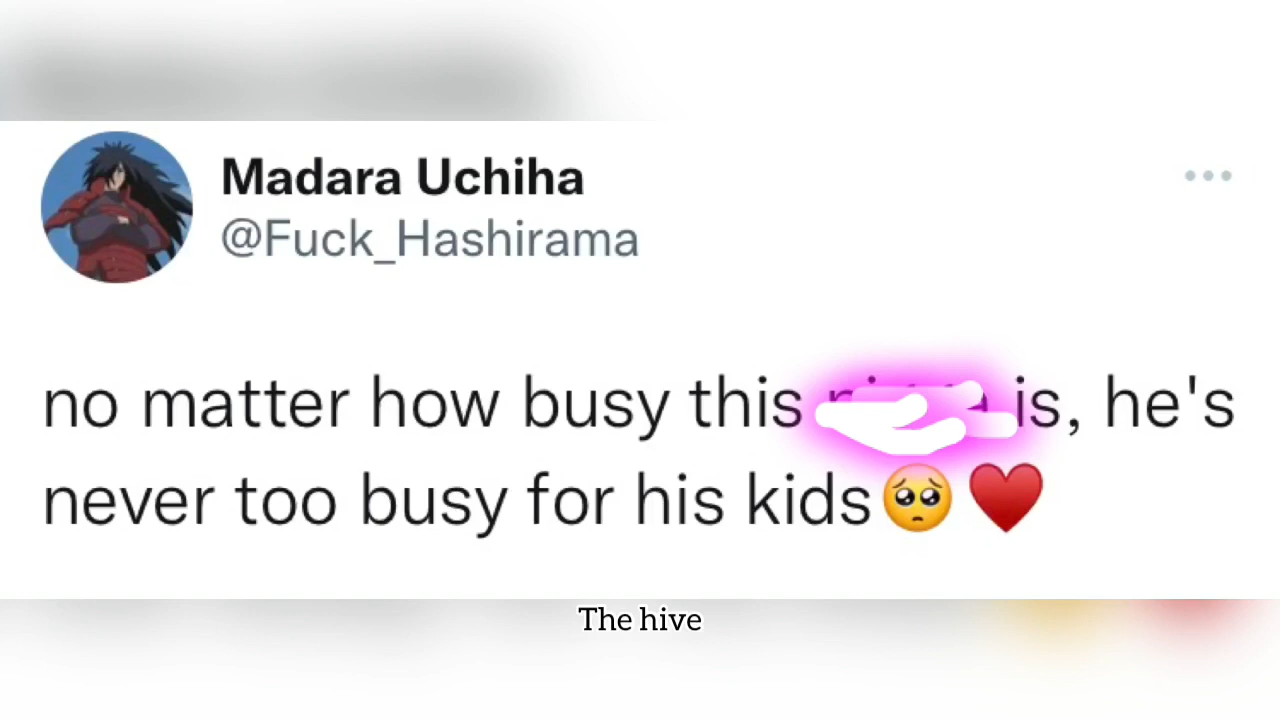 Madara Uchiha
@Fuck_Hashirama
no matter how busy this is, he's
never too busy for his kids🥺♥️
The hive